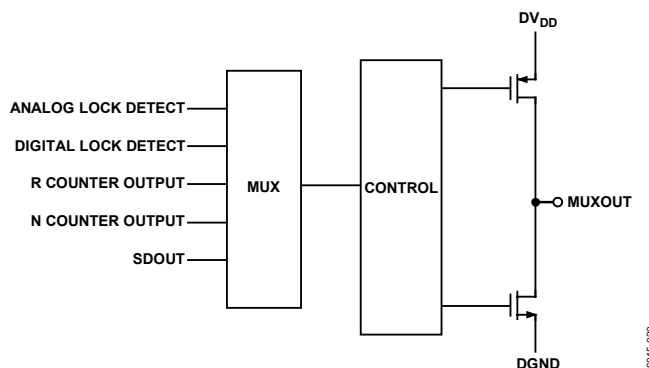 DVDD
ANALOG LOCK DETECT
DIGITAL LOCK DETECT
R COUNTER OUTPUT
MUX
CONTROL
N COUNTER OUTPUT
MUXOUT
SDOUT
DGND